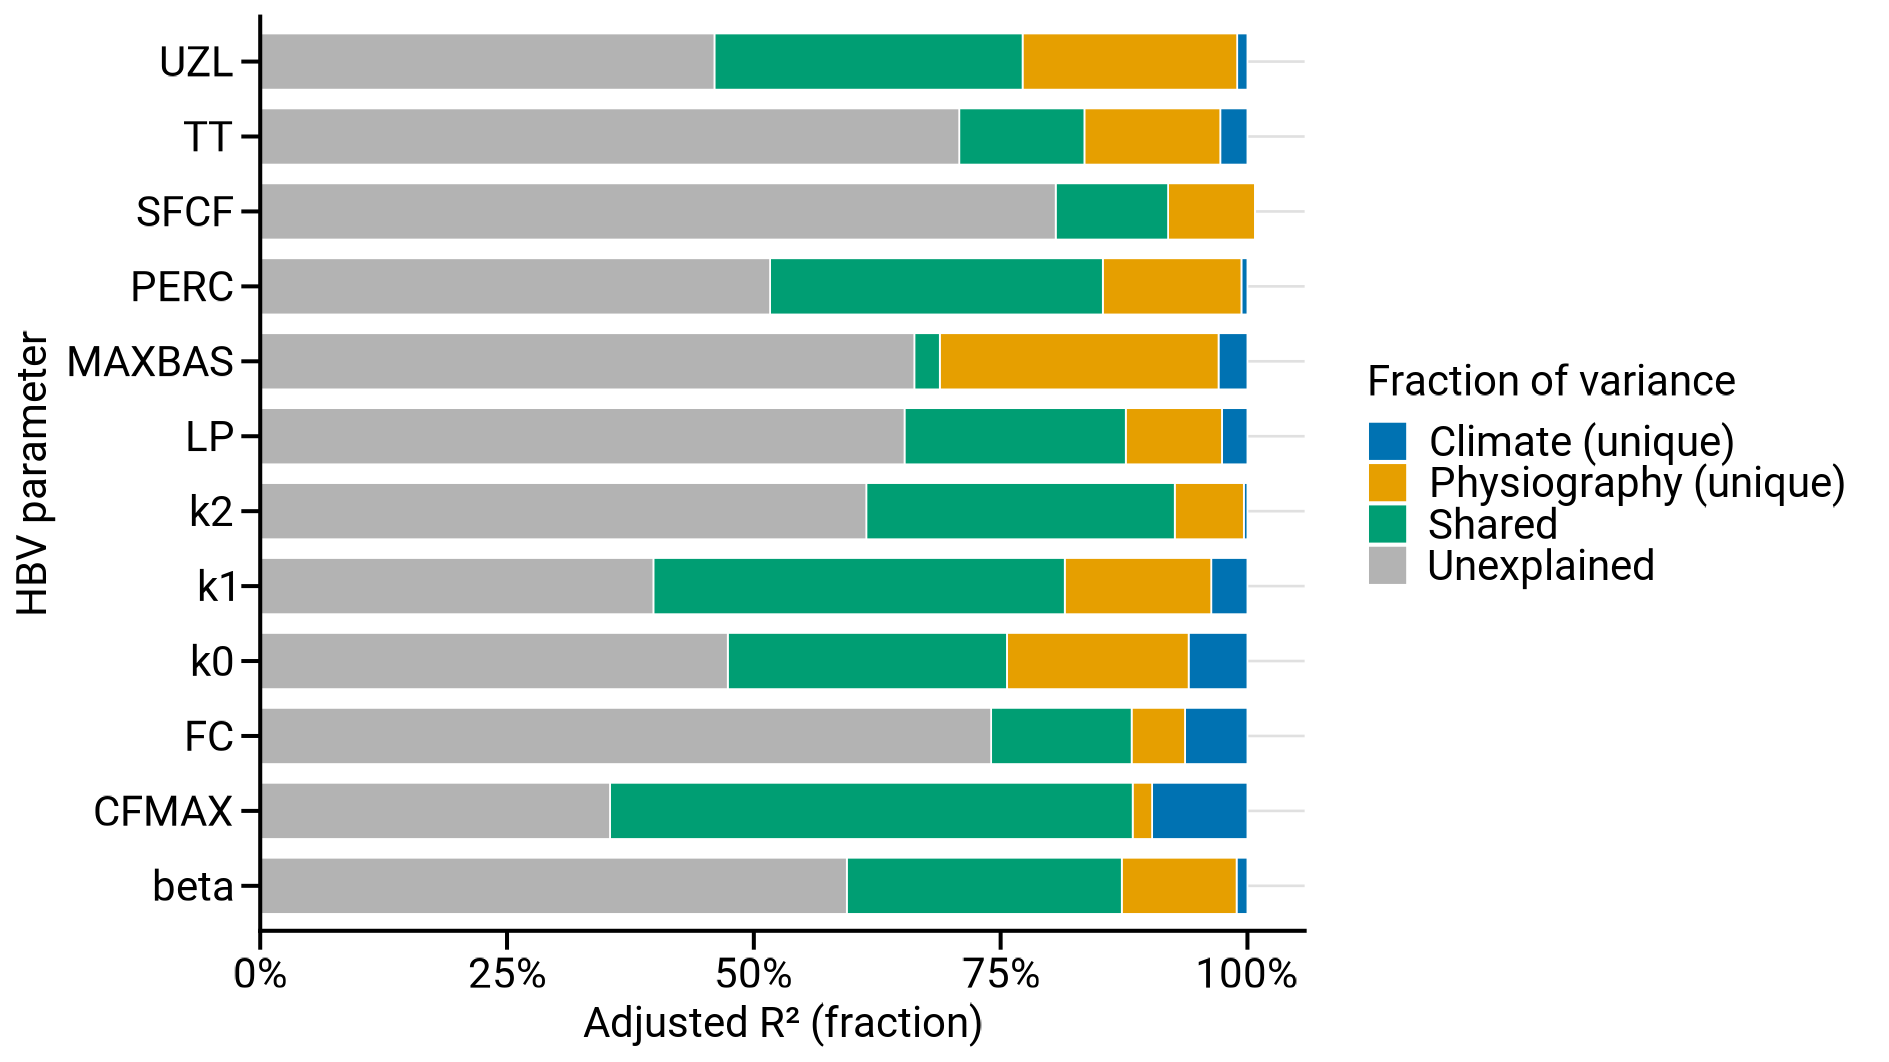 UZL
TT
SFCF
PERC
MAXBAS
LP
k2
k1
k0
FC
CFMAX
beta
HBV parameter
0% 25% 50% 75% 100%
Adjusted R² (fraction)
Fraction of variance
Climate (unique)
Physiography (unique)
Shared
Unexplained